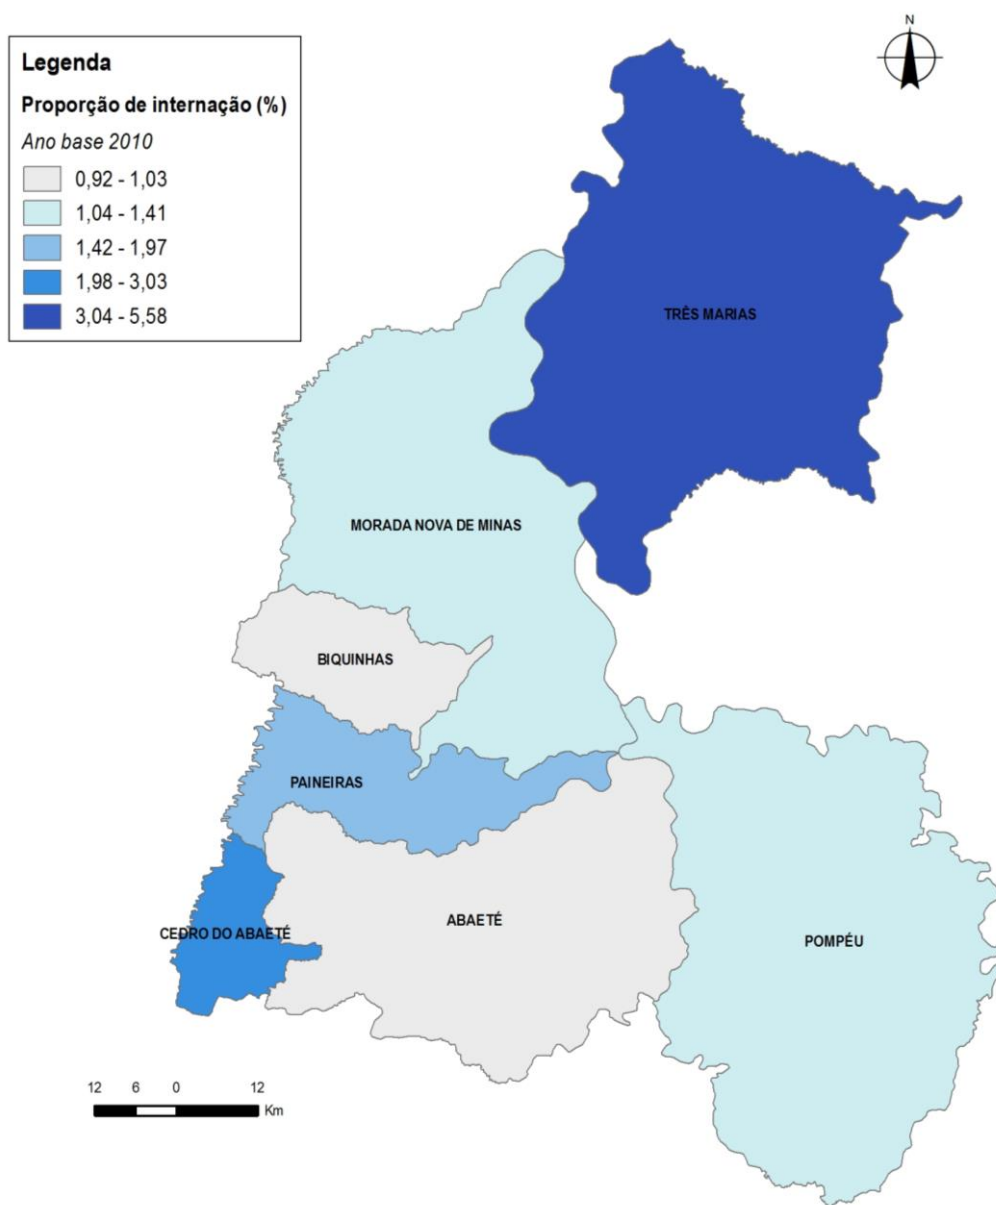 N
Legenda
Proporção de internação (%)
Ano base 2010
0,92 - 1,03
1,04 - 1,41
1,42 - 1,97
1,98 - 3,03
3,04 - 5,58
TRÊS MARIAS
MORADA NOVA DE MINAS
BIQUINHAS
PAINEIRAS
ABAETÉ
CEDRO DO ABAETÉ
POMPÉU
12 6 0 12
Km